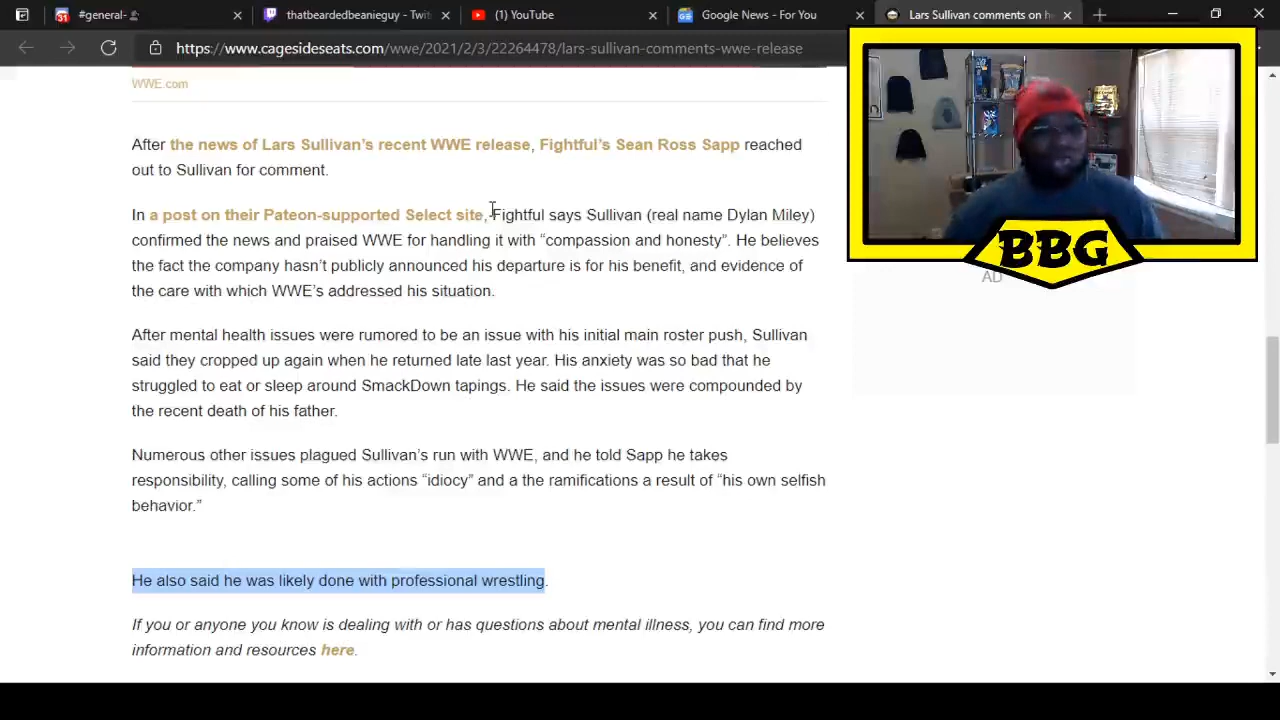 #general-
thatbeardedbeanieguy - Twits
(1) YouTube
Google News - For You
Lars Sullivan comments on h
https://www.cagesideseats.com/wwe/2021/2/3/22264478/lars-sullivan-comments-wwe-release
WWE.com
BBG
AD
After the news of Lars Sullivan's recent WWE release, Fightful's Sean Ross Sapp reached
out to Sullivan for comment.
In a post on their Pateon-supported Select site, Fightful says Sullivan (real name Dylan Miley)
confirmed the news and praised WWE for handling it with “compassion and honesty”. He believes
the fact the company hasn't publicly announced his departure is for his benefit, and evidence of
the care with which WWE's addressed his situation.
After mental health issues were rumored to be an issue with his initial main roster push, Sullivan
said they cropped up again when he returned late last year. His anxiety was so bad that he
struggled to eat or sleep around SmackDown tapings. He said the issues were compounded by
the recent death of his father.
Numerous other issues plagued Sullivan's run with WWE, and he told Sapp he takes
responsibility, calling some of his actions “idiocy” and a the ramifications a result of “his own selfish
behavior.”
He also said he was likely done with professional wrestling.
If you or anyone you know is dealing with or has questions about mental illness, you can find more
information and resources here.